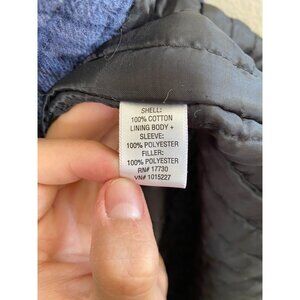 SHELL:
100% COTTON
LINING BODY +
SLEEVE:
100% POLYESTER
FILLER:
100% POLYESTER
RN# 17730
VN# 1015227